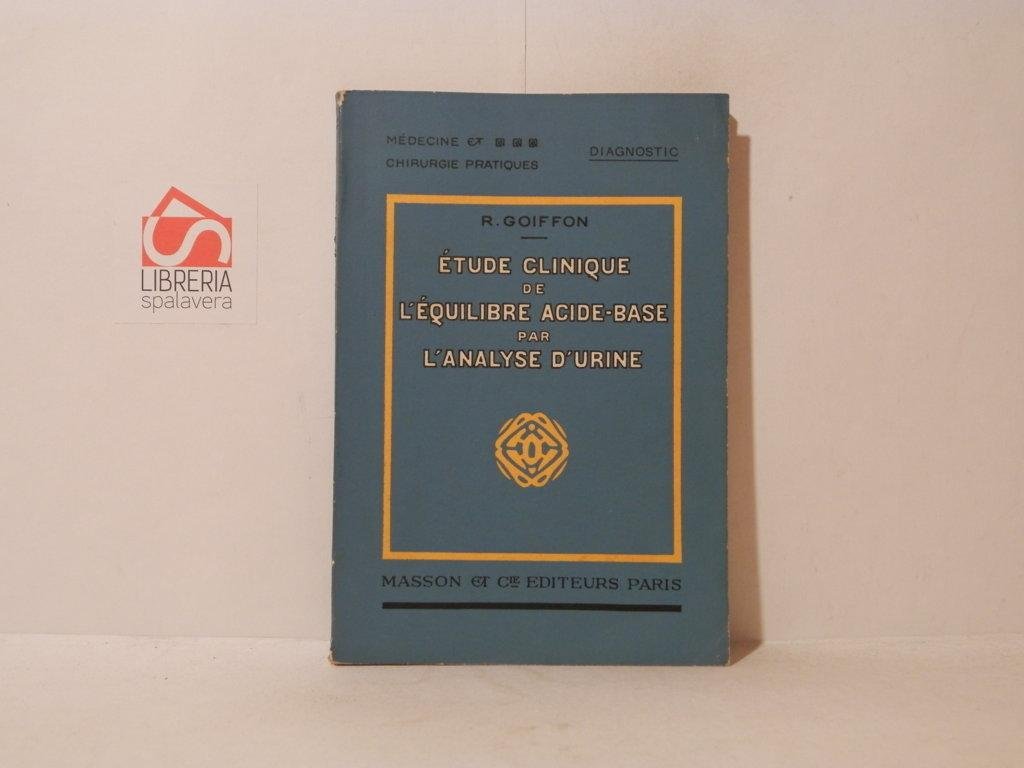 MÉDECINE ET
CHIRURGIE PRATIQUES
DIAGNOSTIC
R. GOIFFON
ÉTUDE CLINIQUE
DE
L'ÉQUILIBRE ACIDE-BASE
PAR
L'ANALYSE D'URINE
MASSON ET CIE EDITEURS PARIS
LIBRERIA
spalavera